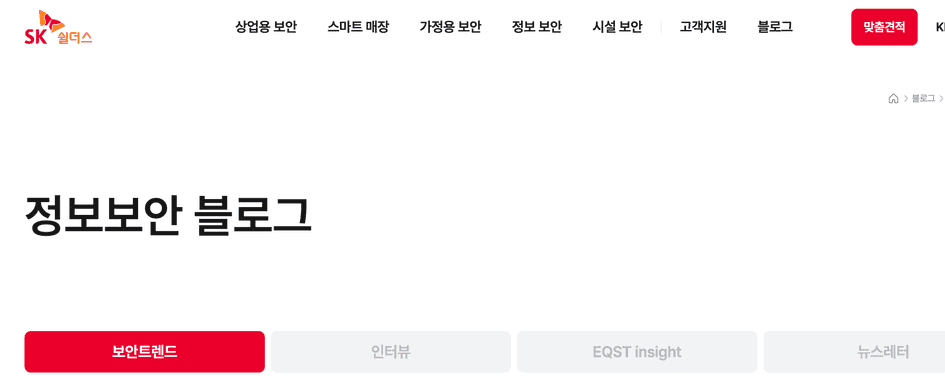 SK 쉴더스
상업용 보안 스마트 매장 가정용 보안 정보 보안 시설 보안 고객지원 블로그 맞춤견적
블로그
정보보안 블로그
보안트렌드 인터뷰 EQST insight 뉴스레터